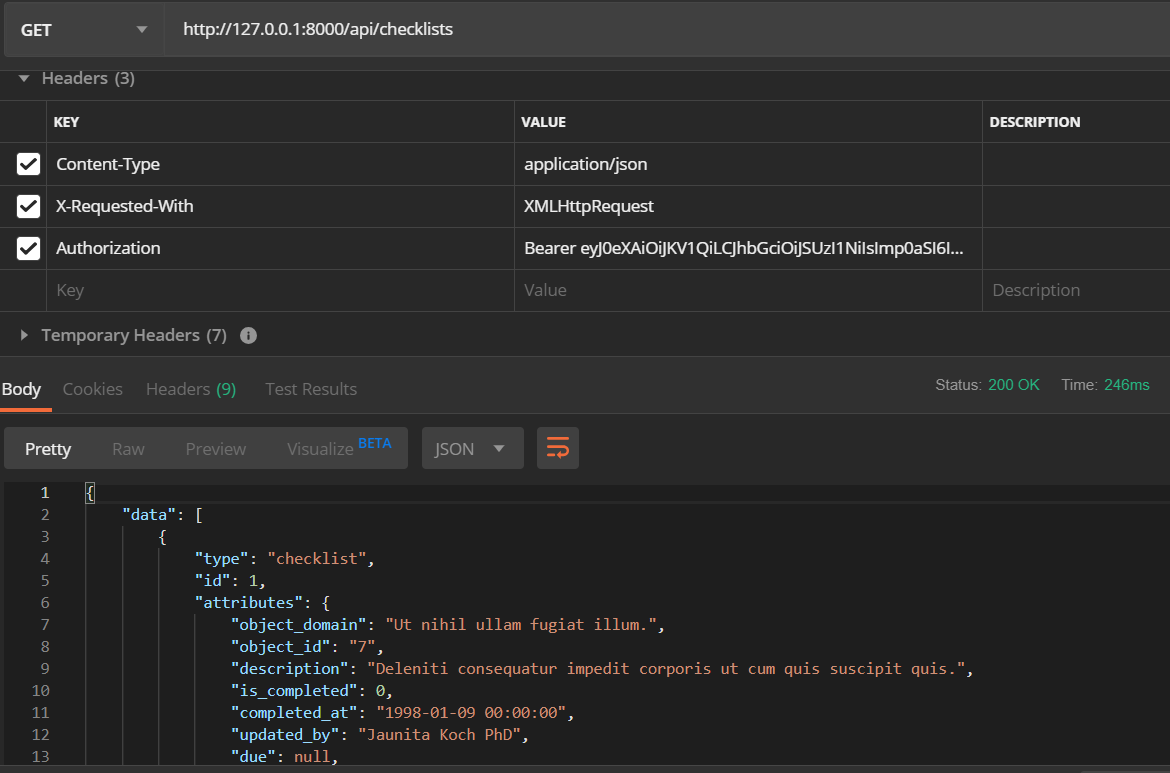 GET http://127.0.0.1:8000/api/checklists
Headers (3)
KEY VALUE DESCRIPTION
Content-Type application/json
X-Requested-With XMLHttpRequest
Authorization Bearer eyJ0eXAiOiJKV1QiLCJhbGciOiJSUzI1NiIsImp0aSI6I...
Key Value Description
Temporary Headers (7)
Body Cookies Headers (9) Test Results Status: 200 OK Time: 246ms
Pretty Raw Preview Visualize BETA JSON
1 {
2 "data": [
3 {
4 "type": "checklist",
5 "id": 1,
6 "attributes": {
7 "object_domain": "Ut nihil ullam fugiat illum.",
8 "object_id": "7",
9 "description": "Deleniti consequatur impedit corporis ut cum quis suscipit quis.",
10 "is_completed": 0,
11 "completed_at": "1998-01-09 00:00:00",
12 "updated_by": "Jaunita Koch PhD",
13 "due": null,